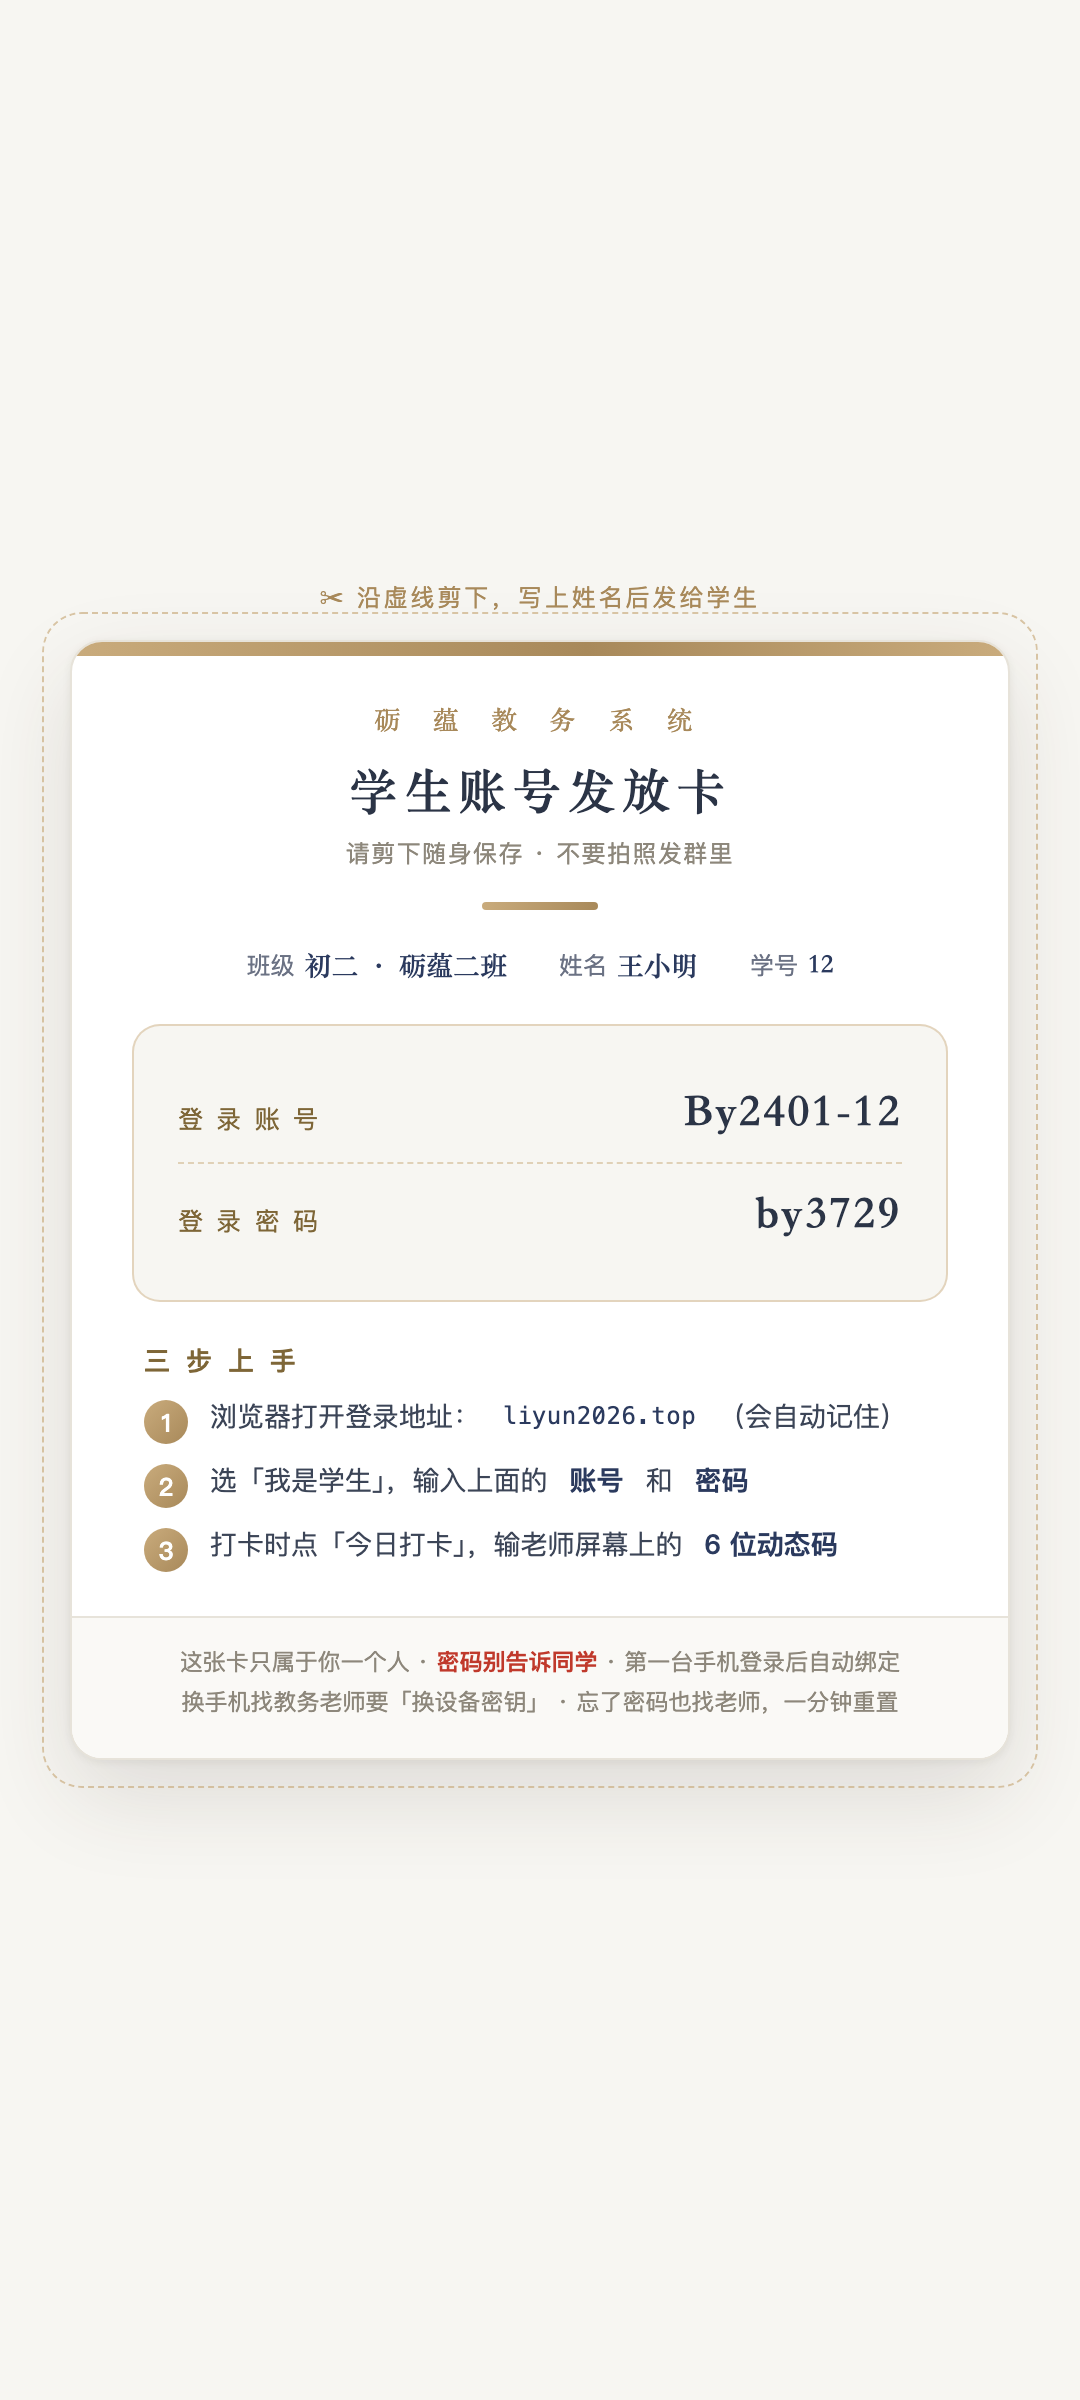 ✂ 沿虚线剪下，写上姓名后发给学生
砺蕴教务系统
学生账号发放卡
请剪下随身保存 · 不要拍照发群里
班级 初二 · 砺蕴二班 姓名 王小明 学号 12
登录账号 By2401-12
登录密码 by3729
三步上手
1 浏览器打开登录地址： liyun2026.top （会自动记住）
2 选「我是学生」，输入上面的 账号 和 密码
3 打卡时点「今日打卡」，输老师屏幕上的 6 位动态码
这张卡只属于你一个人 · 密码别告诉同学 · 第一台手机登录后自动绑定
换手机找教务老师要「换设备密钥」 · 忘了密码也找老师，一分钟重置